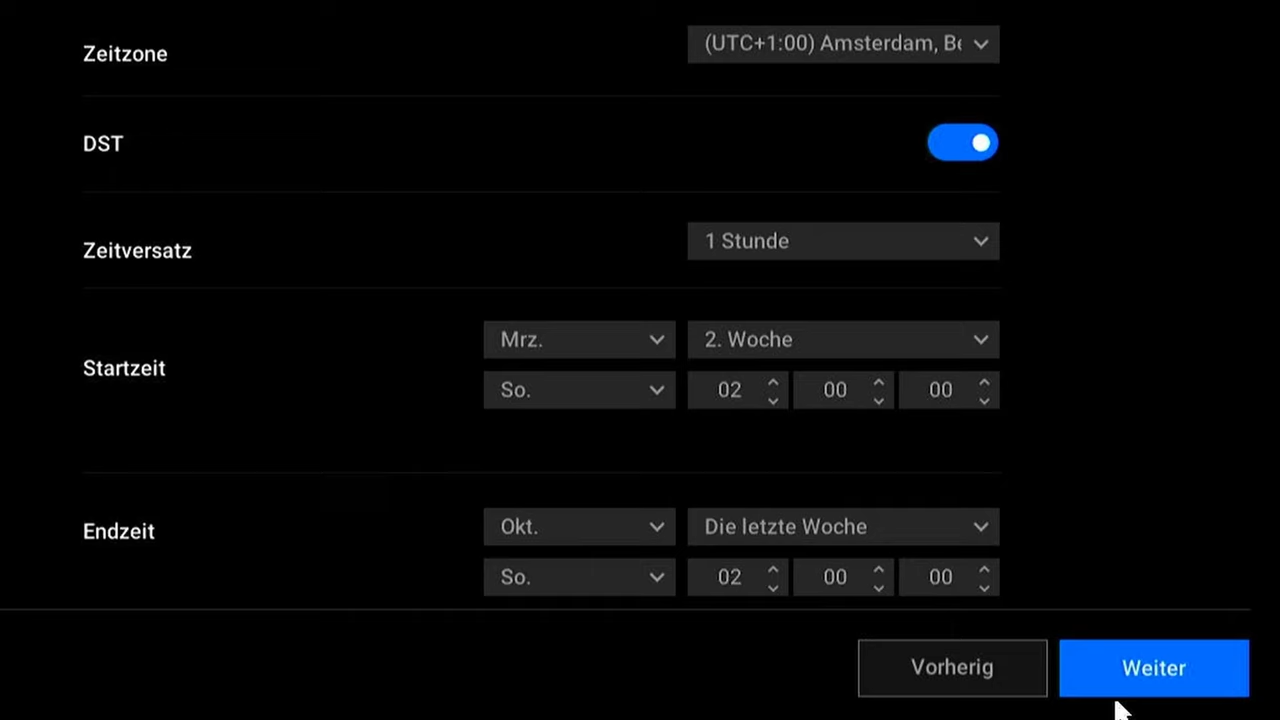 Zeitzone (UTC+1:00) Amsterdam, Be
DST
Zeitversatz 1 Stunde
Startzeit
Mrz. 2. Woche
So. 02 00 00
Endzeit
Okt. Die letzte Woche
So. 02 00 00
Vorherig Weiter